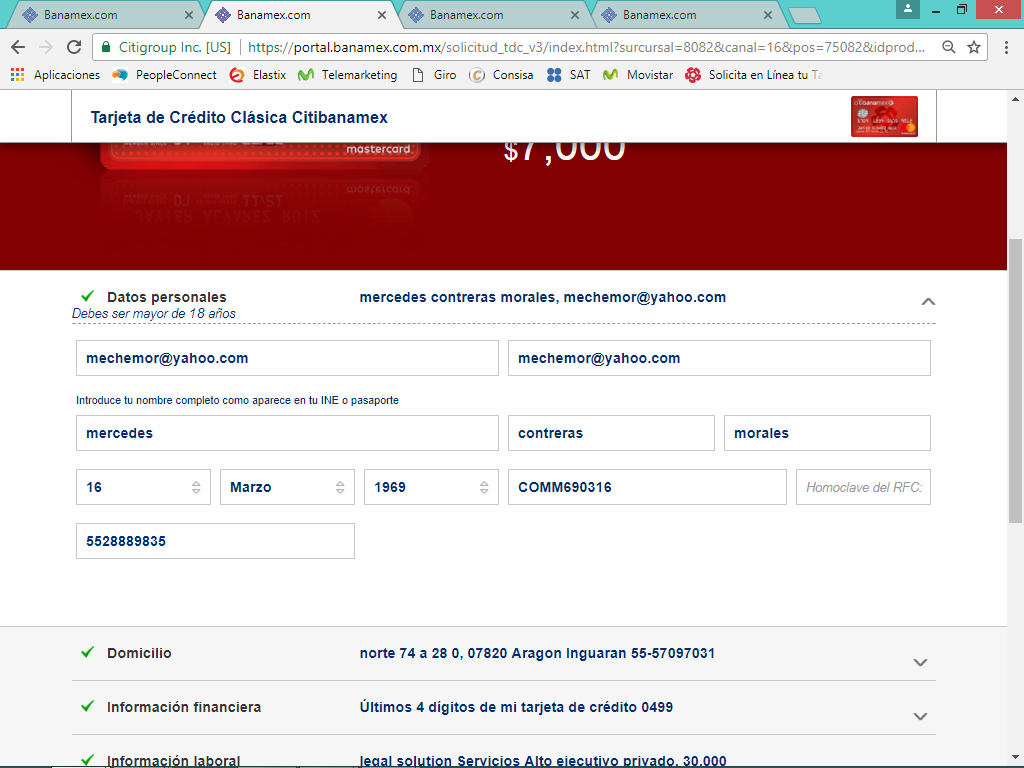 Banamex.com Banamex.com Banamex.com Banamex.com
Citigroup Inc. [US] https://portal.banamex.com.mx/solicitud_tdc_v3/index.html?sursursal=8082&canal=16&pos=75082&idprod...
Aplicaciones PeopleConnect Elastix Telemarketing Giro Consisa SAT Movistar Solicita en Línea tu Ta
Tarjeta de Crédito Clásica Citibanamex
mastercard
$7,000
Datos personales mercedes contreras morales, mechemor@yahoo.com
Debes ser mayor de 18 años
mechemor@yahoo.com mechemor@yahoo.com
Introduce tu nombre completo como aparece en tu INE o pasaporte
mercedes contreras morales
16 Marzo 1969 COMM690316 Homoclave del RFC:
5528889835
Domicilio norte 74 a 28 0, 07820 Aragon Inguaran 55-57097031
Información financiera Últimos 4 dígitos de mi tarjeta de crédito 0499
Información laboral legal solution Servicios Alto ejecutivo privado, 30,000